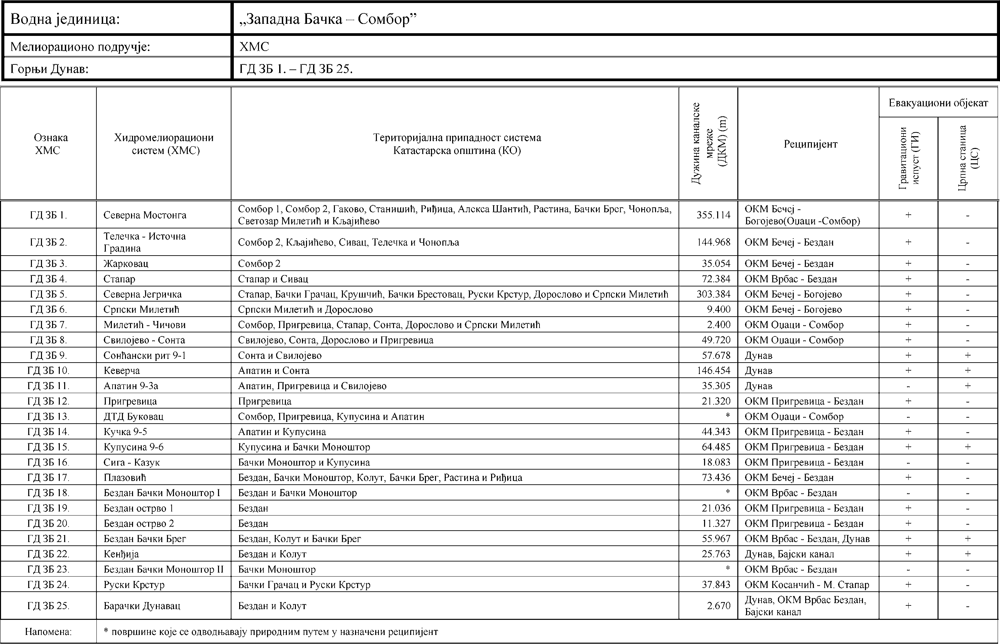 Водна јединица: „Западна Бачка – Сомбор”
Мелиорационо подручје: ХМС
Горњи Дунав: ГД ЗБ 1. – ГД ЗБ 25.
Ознака ХМС
Хидромелиорациони систем (ХМС)
Територијална припадност система
Катастарска општина (КО)
Дужина каналске мреже (ДКМ) (m)
Реципијент
Евакуациони објекат
Гравитациони испуст (ГИ)
Црпна станица (ЦС)
ГД ЗБ 1. Северна Мостонга Сомбор 1, Сомбор 2, Гаково, Станишић, Риђица, Алекса Шантић, Растина, Бачки Брег, Чонопља, Светозар Милетић и Кљајићево 355.114 ОКМ Бечеј - Богојево(Оџаци -Сомбор) + -
ГД ЗБ 2. Телечка - Источна Градина Сомбор 2, Кљајићево, Сивац, Телечка и Чонопља 144.968 ОКМ Бечеј - Бездан + -
ГД ЗБ 3. Жарковац Сомбор 2 35.054 ОКМ Бечеј - Бездан + -
ГД ЗБ 4. Стапар Стапар и Сивац 72.384 ОКМ Врбас - Бездан + -
ГД ЗБ 5. Северна Јегричка Стапар, Бачки Грачац, Крушчић, Бачки Брестовац, Руски Крстур, Дорослово и Српски Милетић 303.384 ОКМ Бечеј - Богојево + -
ГД ЗБ 6. Српски Милетић Српски Милетић и Дорослово 9.400 ОКМ Бечеј - Богојево + -
ГД ЗБ 7. Милетић - Чичови Сомбор, Пригревица, Стапар, Сонта, Дорослово и Српски Милетић 2.400 ОКМ Оџаци - Сомбор + -
ГД ЗБ 8. Свилојево - Сонта Свилојево, Сонта, Дорослово и Пригревица 49.720 ОКМ Оџаци - Сомбор + -
ГД ЗБ 9. Сонћански рит 9-1 Сонта и Свилојево 57.678 Дунав + +
ГД ЗБ 10. Кеверча Апатин и Сонта 146.454 Дунав + +
ГД ЗБ 11. Апатин 9-3а Апатин, Пригревица и Свилојево 35.305 Дунав - +
ГД ЗБ 12. Пригревица Пригревица 21.320 ОКМ Пригревица - Бездан + -
ГД ЗБ 13. ДТД Буковац Сомбор, Пригревица, Купусина и Апатин * ОКМ Оџаци - Сомбор - -
ГД ЗБ 14. Кучка 9-5 Апатин и Купусина 44.343 ОКМ Пригревица - Бездан + -
ГД ЗБ 15. Купусина 9-6 Купусина и Бачки Моноштор 64.485 ОКМ Пригревица - Бездан + +
ГД ЗБ 16. Сига - Казук Бачки Моноштор и Купусина 18.083 ОКМ Пригревица - Бездан - -
ГД ЗБ 17. Плазовић Бездан, Бачки Моноштор, Колут, Бачки Брег, Растина и Риђица 73.436 ОКМ Бечеј - Бездан + -
ГД ЗБ 18. Бездан Бачки Моноштор I Бездан и Бачки Моноштор * ОКМ Врбас - Бездан - -
ГД ЗБ 19. Бездан острво 1 Бездан 21.036 ОКМ Пригревица - Бездан + -
ГД ЗБ 20. Бездан острво 2 Бездан 11.327 ОКМ Пригревица - Бездан + -
ГД ЗБ 21. Бездан Бачки Брег Бездан, Колут и Бачки Брег 55.967 ОКМ Врбас - Бездан, Дунав + +
ГД ЗБ 22. Кенђија Бездан и Колут 25.763 Дунав, Бајски канал + +
ГД ЗБ 23. Бездан Бачки Моноштор II Бачки Моноштор * ОКМ Врбас - Бездан - -
ГД ЗБ 24. Руски Крстур Бачки Грачац и Руски Крстур 37.843 ОКМ Косанчић - М. Стапар + -
ГД ЗБ 25. Барачки Дунавац Бездан и Колут 2.670 Дунав, ОКМ Врбас Бездан, Бајски канал + -
Напомена: * површине које се одводњавају природним путем у назначени реципијент